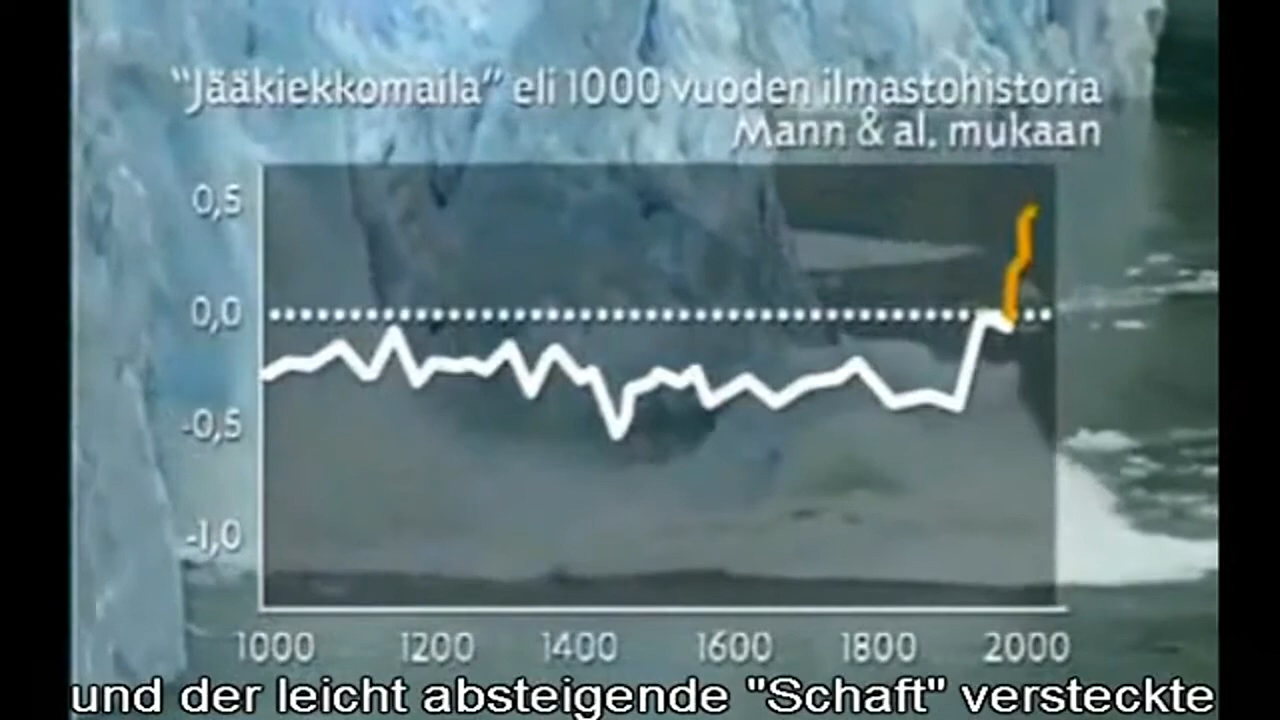 “Jääkiekkomaila” eli 1000 vuoden ilmastohistoria
Mann & al. mukaan
0,5
0,0
-0,5
-1,0
1000 1200 1400 1600 1800 2000
und der leicht absteigende "Schaft" versteckte